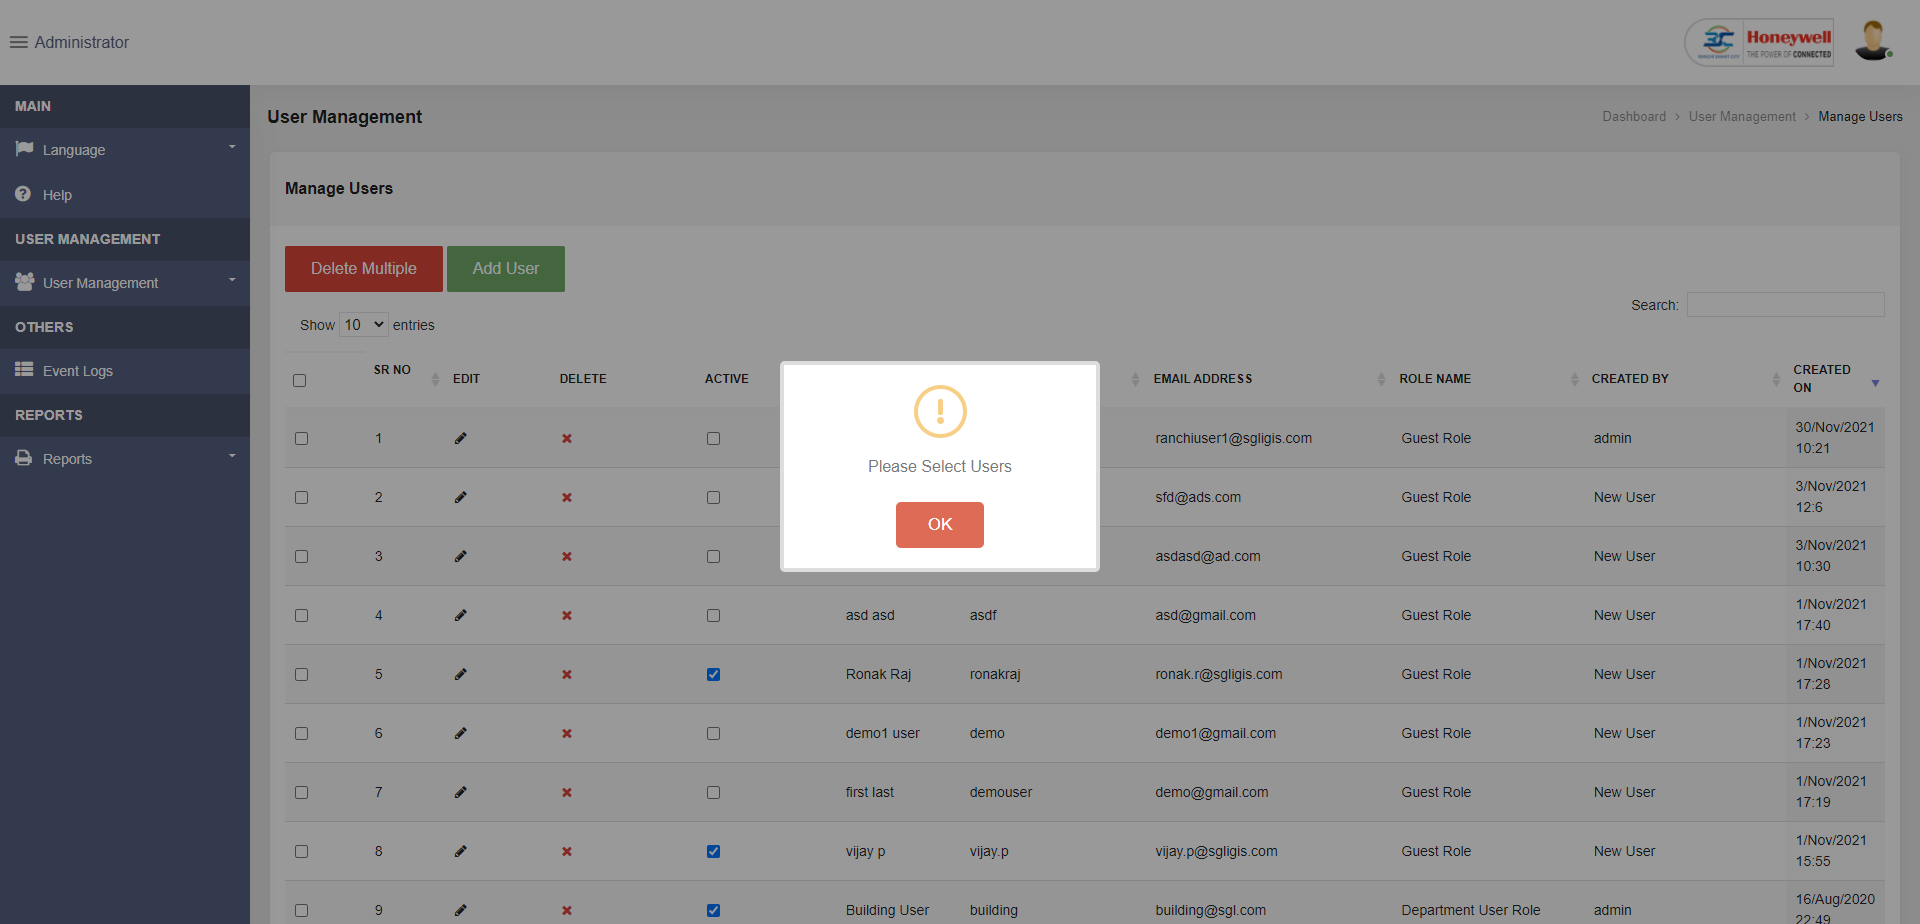 Administrator
Honeywell
THE POWER OF CONNECTED
MAIN
Language
Help
USER MANAGEMENT
User Management
OTHERS
Event Logs
REPORTS
Reports
User Management
Dashboard > User Management > Manage Users
Manage Users
Delete Multiple Add User
Search:
Show 10 entries
SR NO EDIT DELETE ACTIVE EMAIL ADDRESS ROLE NAME CREATED BY CREATED ON
1 ranchiuser1@sgligis.com Guest Role admin 30/Nov/2021 10:21
2 sfd@ads.com Guest Role New User 3/Nov/2021 12:6
3 asdasd@ad.com Guest Role New User 3/Nov/2021 10:30
4 asd asd asdf asd@gmail.com Guest Role New User 1/Nov/2021 17:40
5 Ronak Raj ronakraj ronak.r@sgligis.com Guest Role New User 1/Nov/2021 17:28
6 demo1 user demo demo1@gmail.com Guest Role New User 1/Nov/2021 17:23
7 first last demouser demo@gmail.com Guest Role New User 1/Nov/2021 17:19
8 vijay p vijay.p vijay.p@sgligis.com Guest Role New User 1/Nov/2021 15:55
9 Building User building building@sgl.com Department User Role admin 16/Aug/2020 22:49
Please Select Users
OK